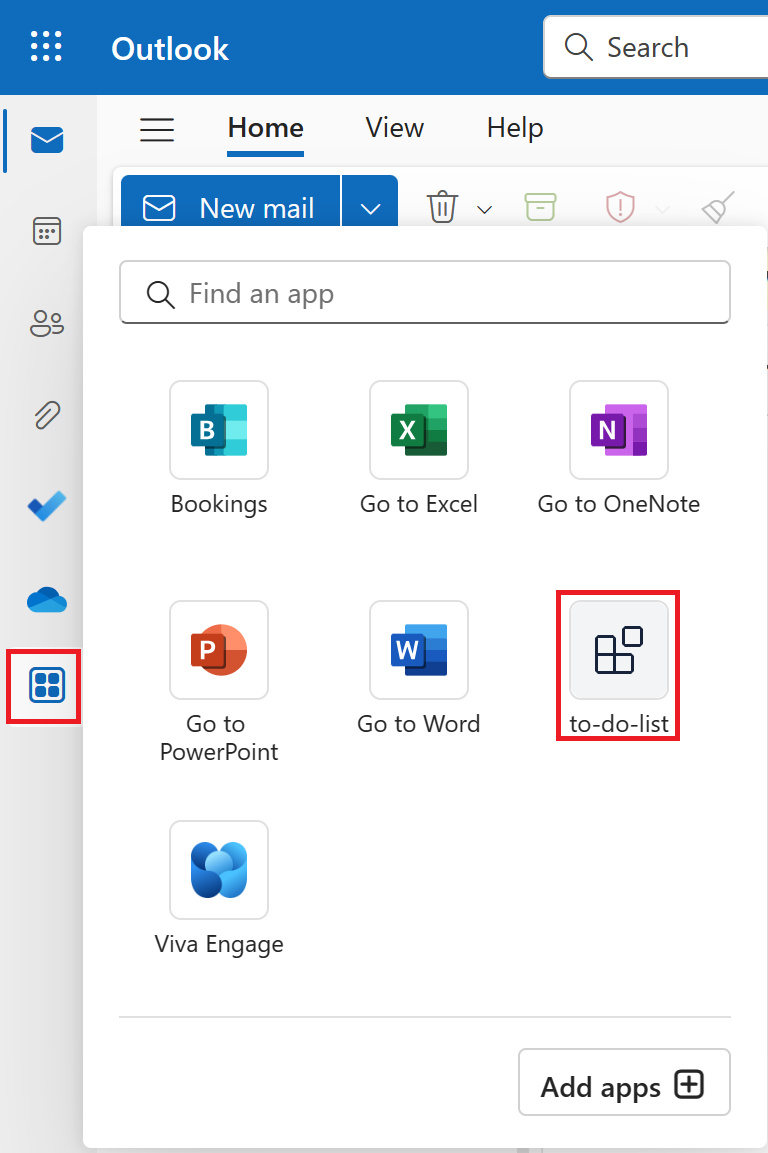 Outlook
Search
Home View Help
New mail
Find an app
B X N
Bookings Go to Excel Go to OneNote
P W
Go to Go to Word to-do-list
PowerPoint
Viva Engage
Add apps